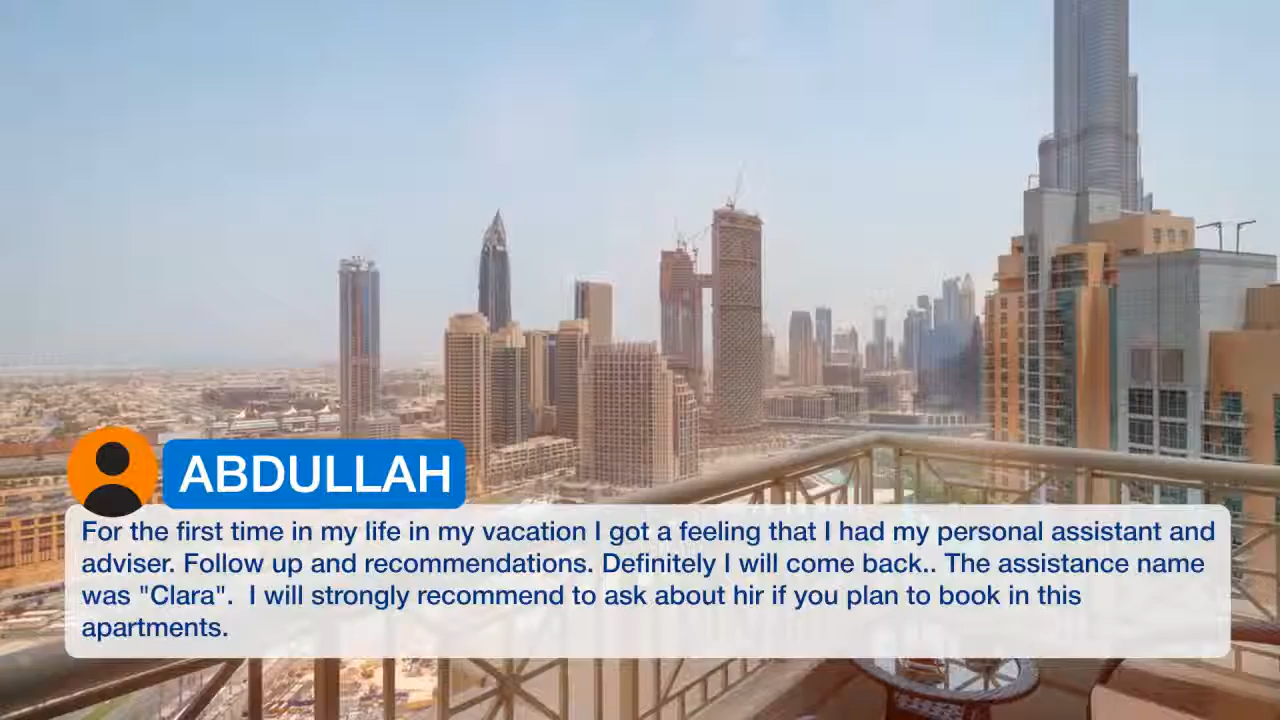 ABDULLAH
For the first time in my life in my vacation I got a feeling that I had my personal assistant and
adviser. Follow up and recommendations. Definitely I will come back.. The assistance name
was "Clara".  I will strongly recommend to ask about hir if you plan to book in this
apartments.